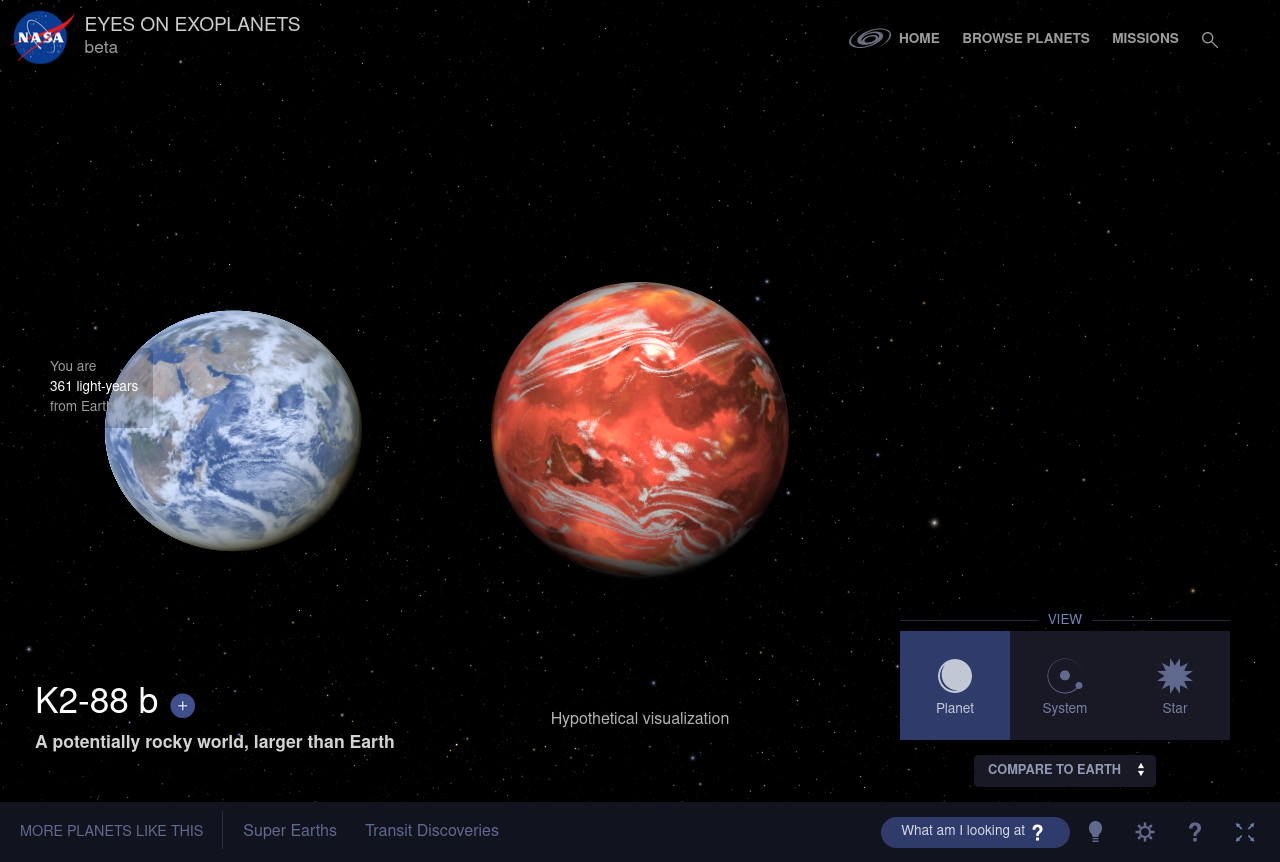 NASA
EYES ON EXOPLANETS
beta
HOME
BROWSE PLANETS
MISSIONS
You are
361 light-years
from Earth
K2-88 b +
A potentially rocky world, larger than Earth
Hypothetical visualization
VIEW
Planet
System
Star
COMPARE TO EARTH
MORE PLANETS LIKE THIS
Super Earths
Transit Discoveries
What am I looking at ?
?